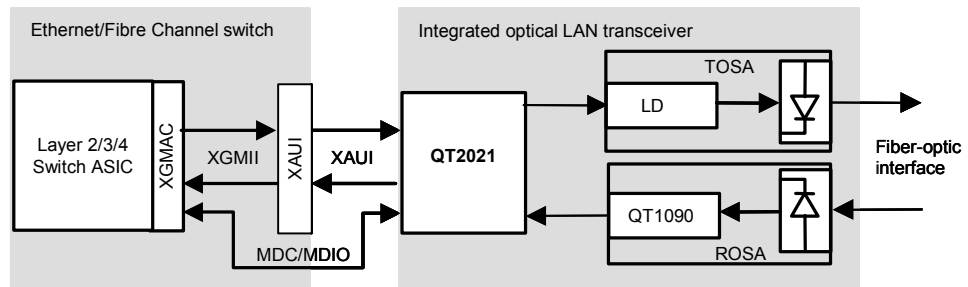 Ethernet/Fibre Channel switch
Integrated optical LAN transceiver
TOSA
LD
Layer 2/3/4
Switch ASIC
XGMAC
XGMII
XAUI
XAUI
QT2021
Fiber-optic
interface
QT1090
MDC/MDIO
ROSA